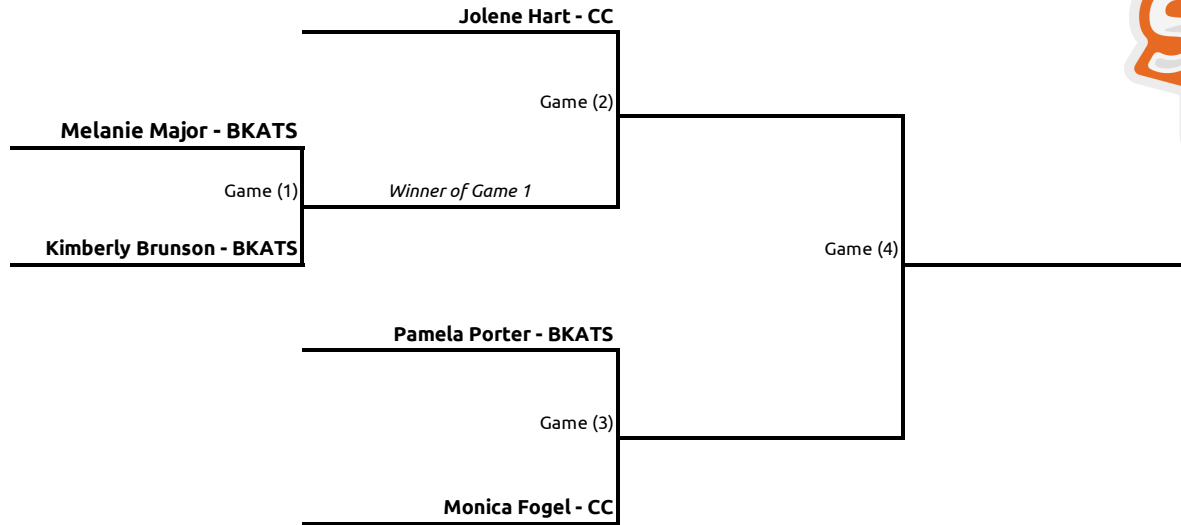 Jolene Hart - CC
Game (2)
Melanie Major - BKATS
Game (1)
Winner of Game 1
Kimberly Brunson - BKATS
Game (4)
Pamela Porter - BKATS
Game (3)
Monica Fogel - CC